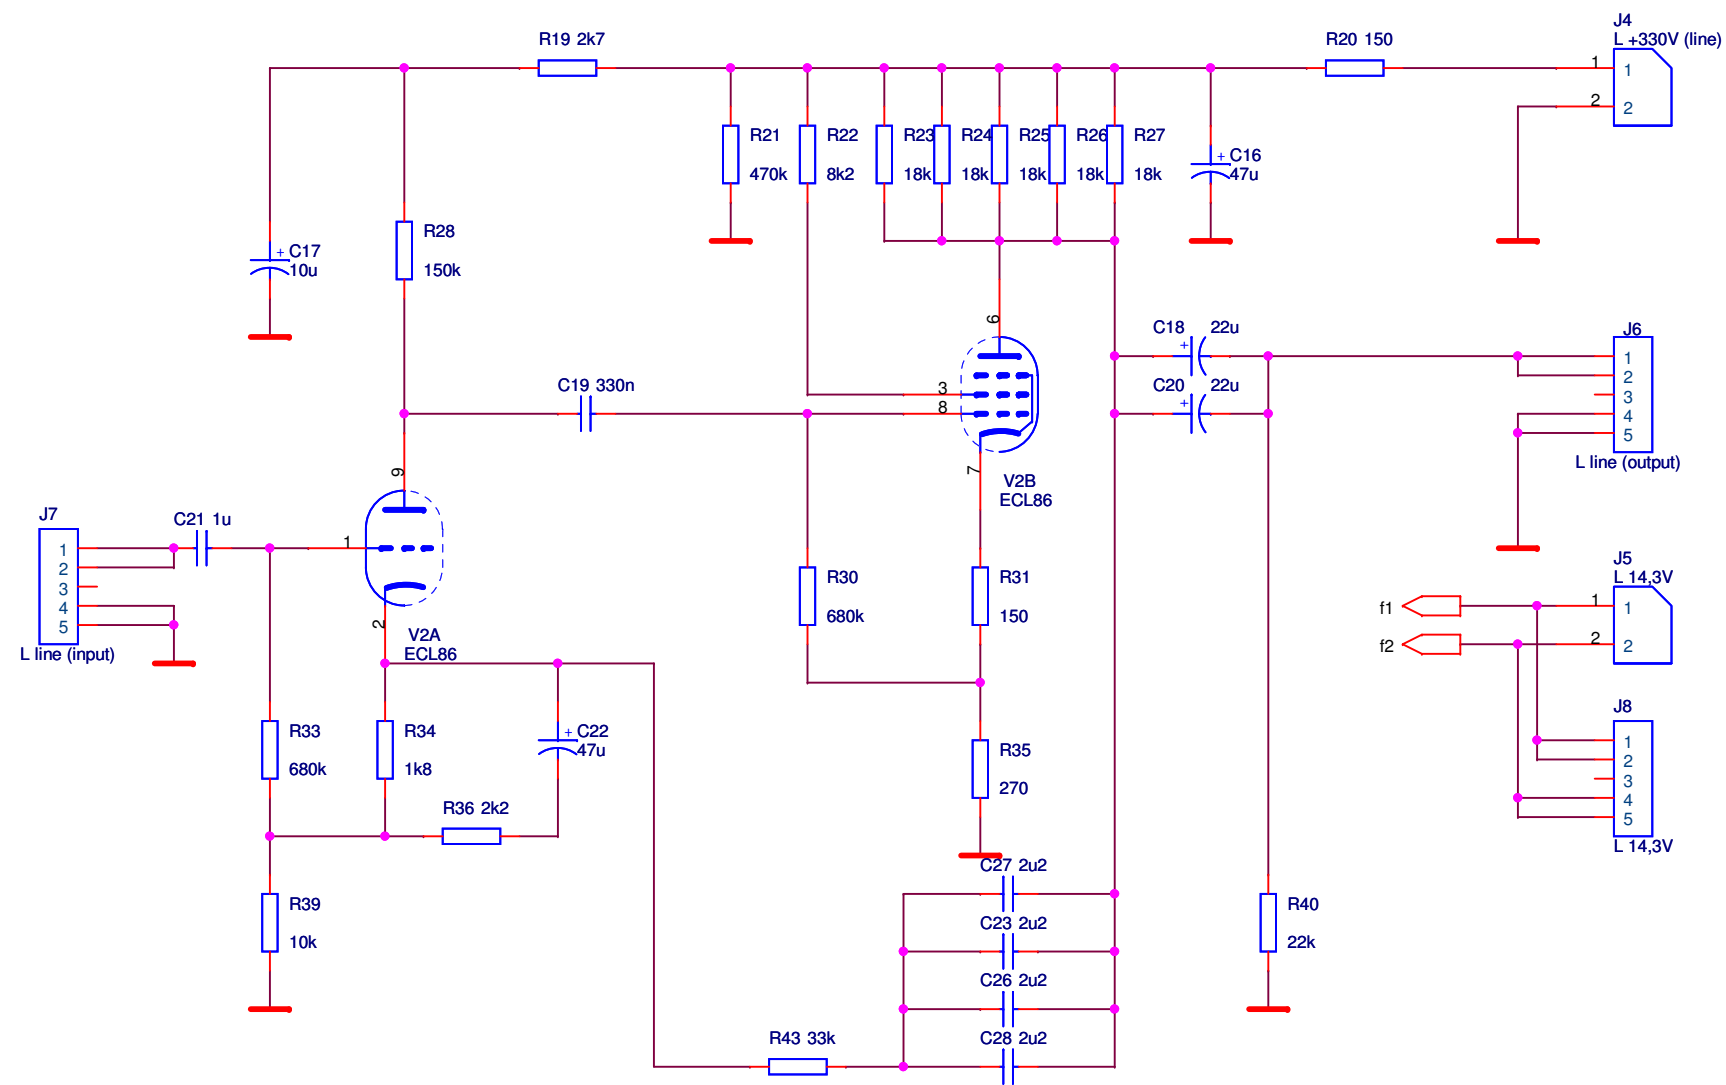 J4
L +330V (line)
R19 2k7
R20 150
1
1
2
2
R21
R22
R23
R24
R25
R26
R27
470k
8k2
18k
18k
18k
18k
18k
+ C16
47u
R28
150k
+ C17
10u
6
C18 22u
+
C20 22u
+
J6
1
2
3
4
5
L line (output)
C19 330n
3
8
7
V2B
ECL86
9
J7
1
2
3
4
5
L line (input)
C21 1u
1
2
V2A
ECL86
R30
680k
R31
150
J5
L 14,3V
f1
1
1
f2
2
2
J8
1
2
3
4
5
L 14,3V
R33
680k
R34
1k8
+ C22
47u
R36 2k2
R35
270
R39
10k
C27 2u2
C23 2u2
C26 2u2
C28 2u2
R43 33k
R40
22k